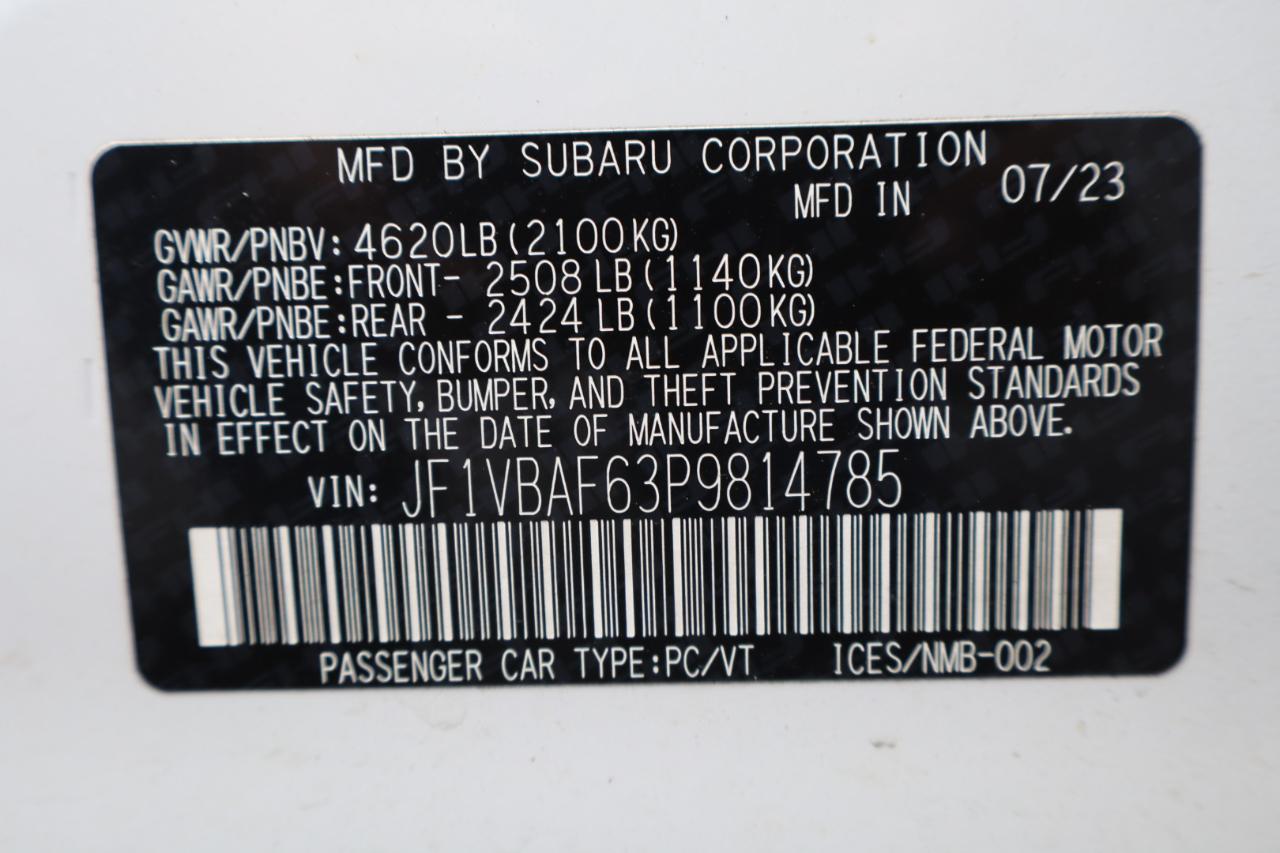 MFD BY SUBARU CORPORATION
MFD IN 07/23
GVWR/PNBV: 4620LB(2100KG)
GAWR/PNBE:FRONT- 2508 LB(1140KG)
GAWR/PNBE:REAR - 2424 LB(1100KG)
THIS VEHICLE CONFORMS TO ALL APPLICABLE FEDERAL MOTOR
VEHICLE SAFETY, BUMPER, AND THEFT PREVENTION STANDARDS
IN EFFECT ON THE DATE OF MANUFACTURE SHOWN ABOVE.
VIN: JF1VBAF63P9814785
PASSENGER CAR TYPE:PC/VT ICES/NMB-002